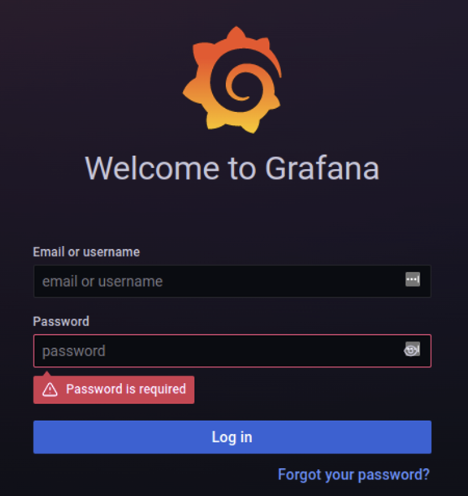 Welcome to Grafana
Email or username
email or username
Password
password
Password is required
Log in
Forgot your password?